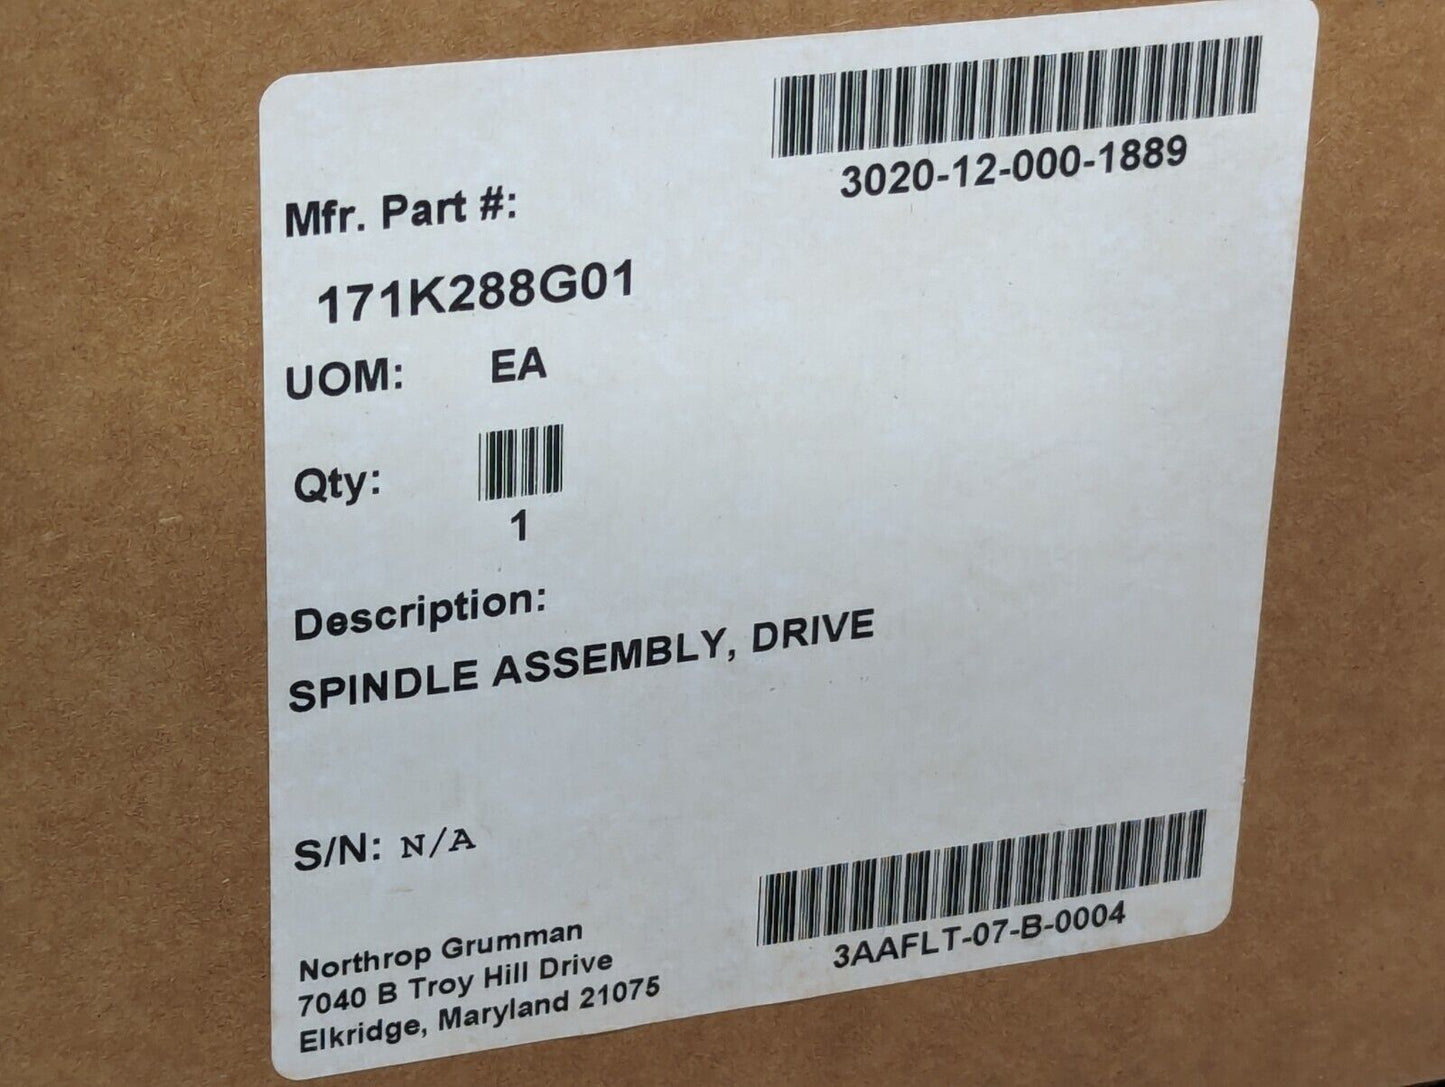 3020-12-000-1889
Mfr. Part #:
171K288G01
UOM: EA
Qty:
1
Description:
SPINDLE ASSEMBLY, DRIVE
S/N: N/A
Northrop Grumman
7040 B Troy Hill Drive
Elkridge, Maryland 21075
3AAFLT-07-B-0004